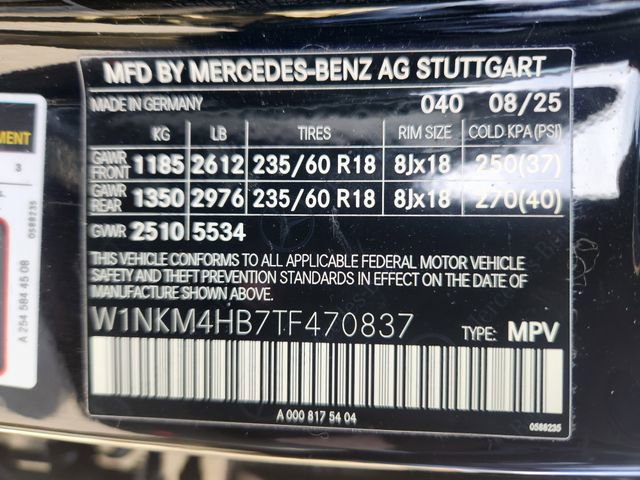 MFD BY MERCEDES-BENZ AG STUTTGART
MADE IN GERMANY 040 08/25
KG LB TIRES RIM SIZE COLD KPA (PSI)
GAWR FRONT 1185 2612 235/60 R18 8Jx18 250(37)
GAWR REAR 1350 2976 235/60 R18 8Jx18 270(40)
GVWR 2510 5534
THIS VEHICLE CONFORMS TO ALL APPLICABLE FEDERAL MOTOR VEHICLE
SAFETY AND THEFT PREVENTION STANDARDS IN EFFECT ON THE DATE
OF MANUFACTURE SHOWN ABOVE.
W1NKM4HB7TF470837 TYPE: MPV
A 000 817 54 04
0588235
3
0588235
A 254 584 45 08